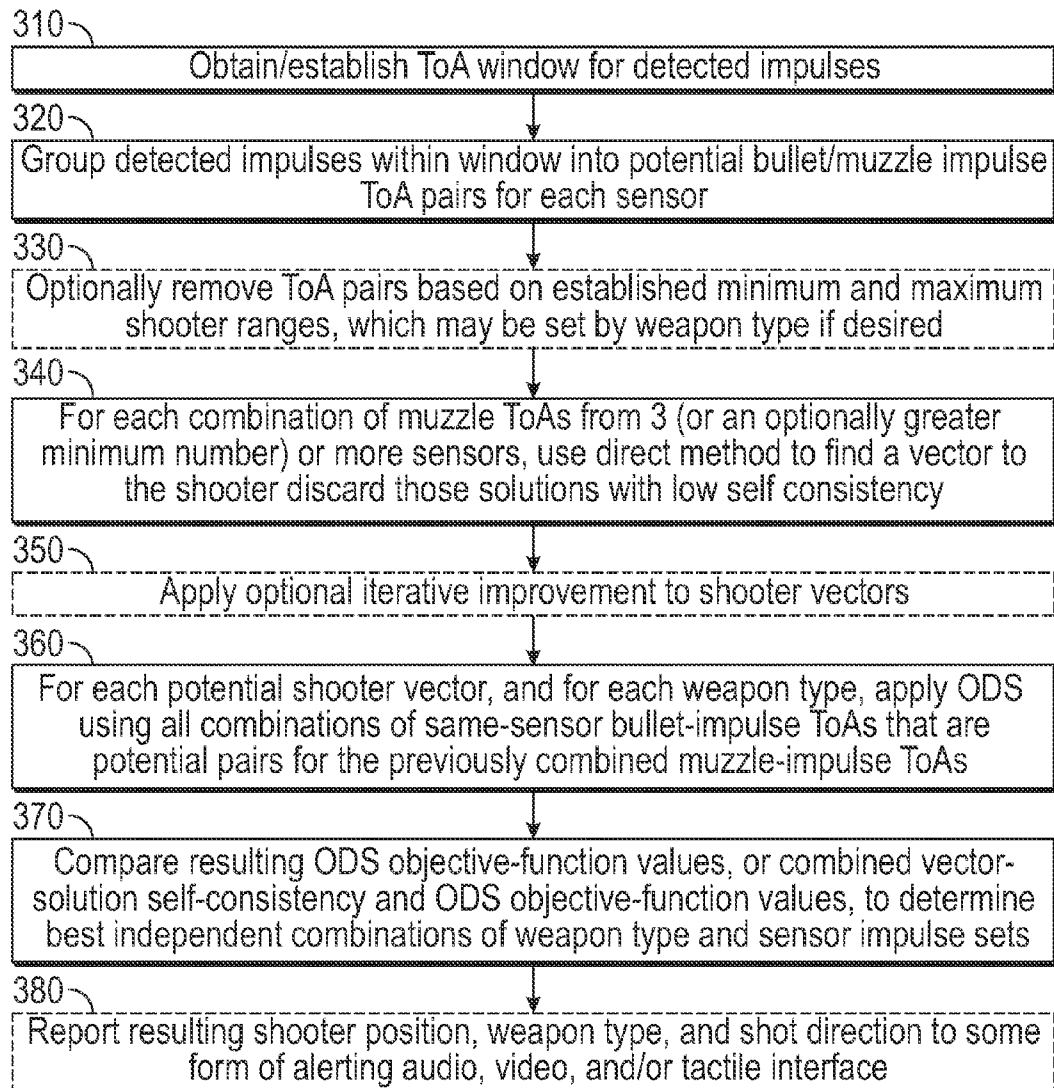 310
Obtain/establish ToA window for detected impulses
320
Group detected impulses within window into potential bullet/muzzle impulse
ToA pairs for each sensor
330
Optionally remove ToA pairs based on established minimum and maximum
shooter ranges, which may be set by weapon type if desired
340
For each combination of muzzle ToAs from 3 (or an optionally greater
minimum number) or more sensors, use direct method to find a vector to
the shooter discard those solutions with low self consistency
350
Apply optional iterative improvement to shooter vectors
360
For each potential shooter vector, and for each weapon type, apply ODS
using all combinations of same-sensor bullet-impulse ToAs that are
potential pairs for the previously combined muzzle-impulse ToAs
370
Compare resulting ODS objective-function values, or combined vector-
solution self-consistency and ODS objective-function values, to determine
best independent combinations of weapon type and sensor impulse sets
380
Report resulting shooter position, weapon type, and shot direction to some
form of alerting audio, video, and/or tactile interface